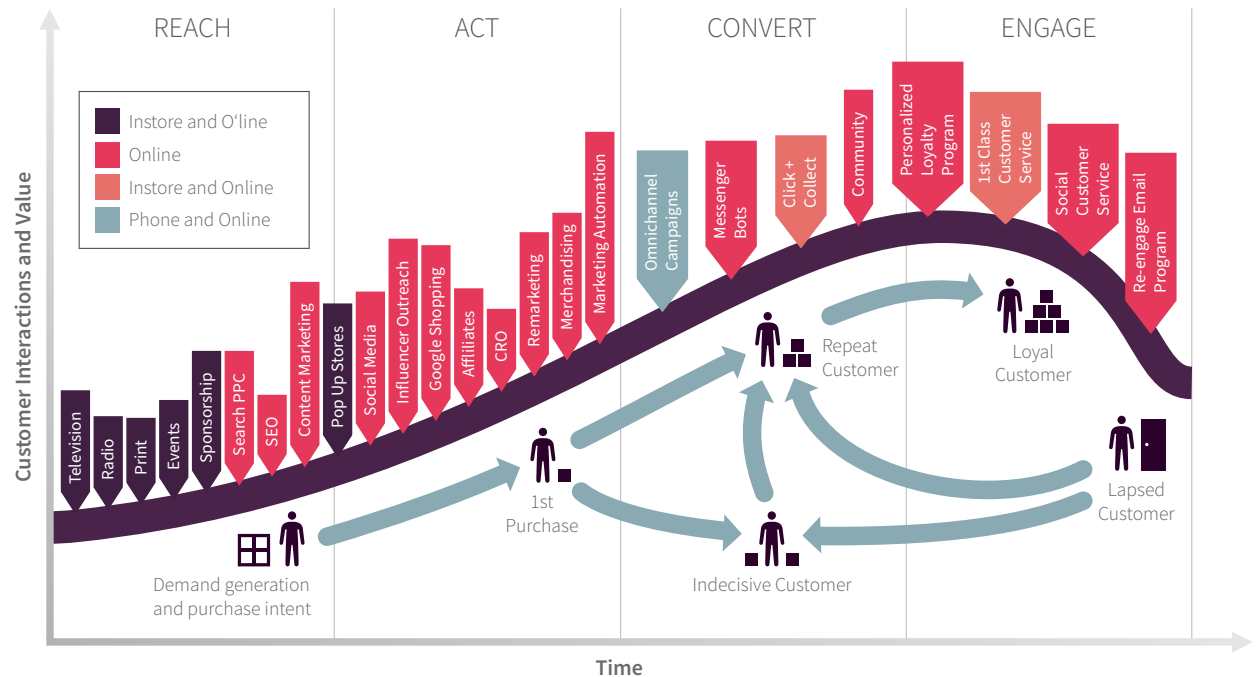 REACH
ACT
CONVERT
ENGAGE
Customer Interactions and Value
Instore and O‘line
Online
Instore and Online
Phone and Online
Television
Radio
Print
Events
Sponsorship
Search PPC
SEO
Content Marketing
Pop Up Stores
Social Media
Influencer Outreach
Google Shopping
Affliliates
CRO
Remarketing
Merchandising
Marketing Automation
Omnichannel
Campaigns
Messenger
Bots
Click +
Collect
Community
Personalized
Loyalty
Program
1st Class
Customer
Service
Social
Customer
Service
Re-engage Email
Program
Demand generation
and purchase intent
1st
Purchase
Repeat
Customer
Indecisive Customer
Loyal
Customer
Lapsed
Customer
Time